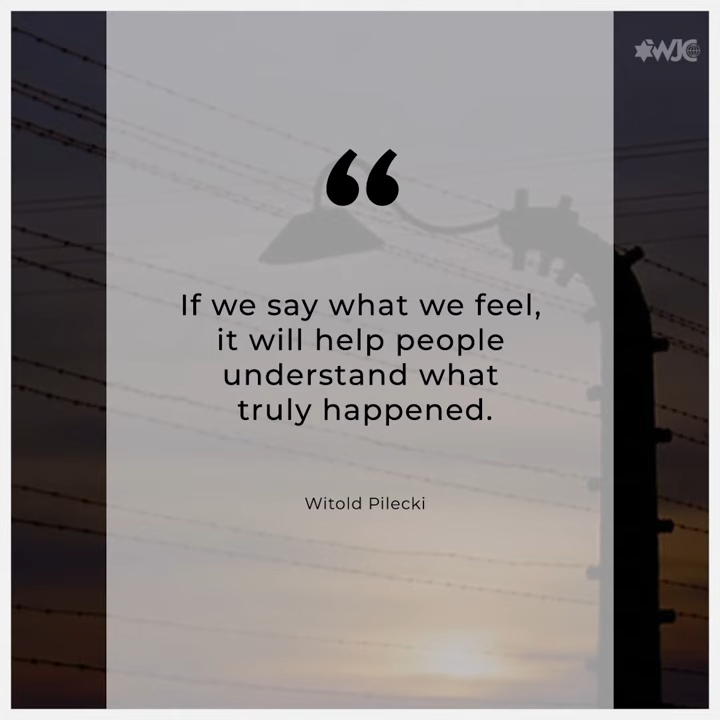 WJC
“
If we say what we feel,
it will help people
understand what
truly happened.
Witold Pilecki